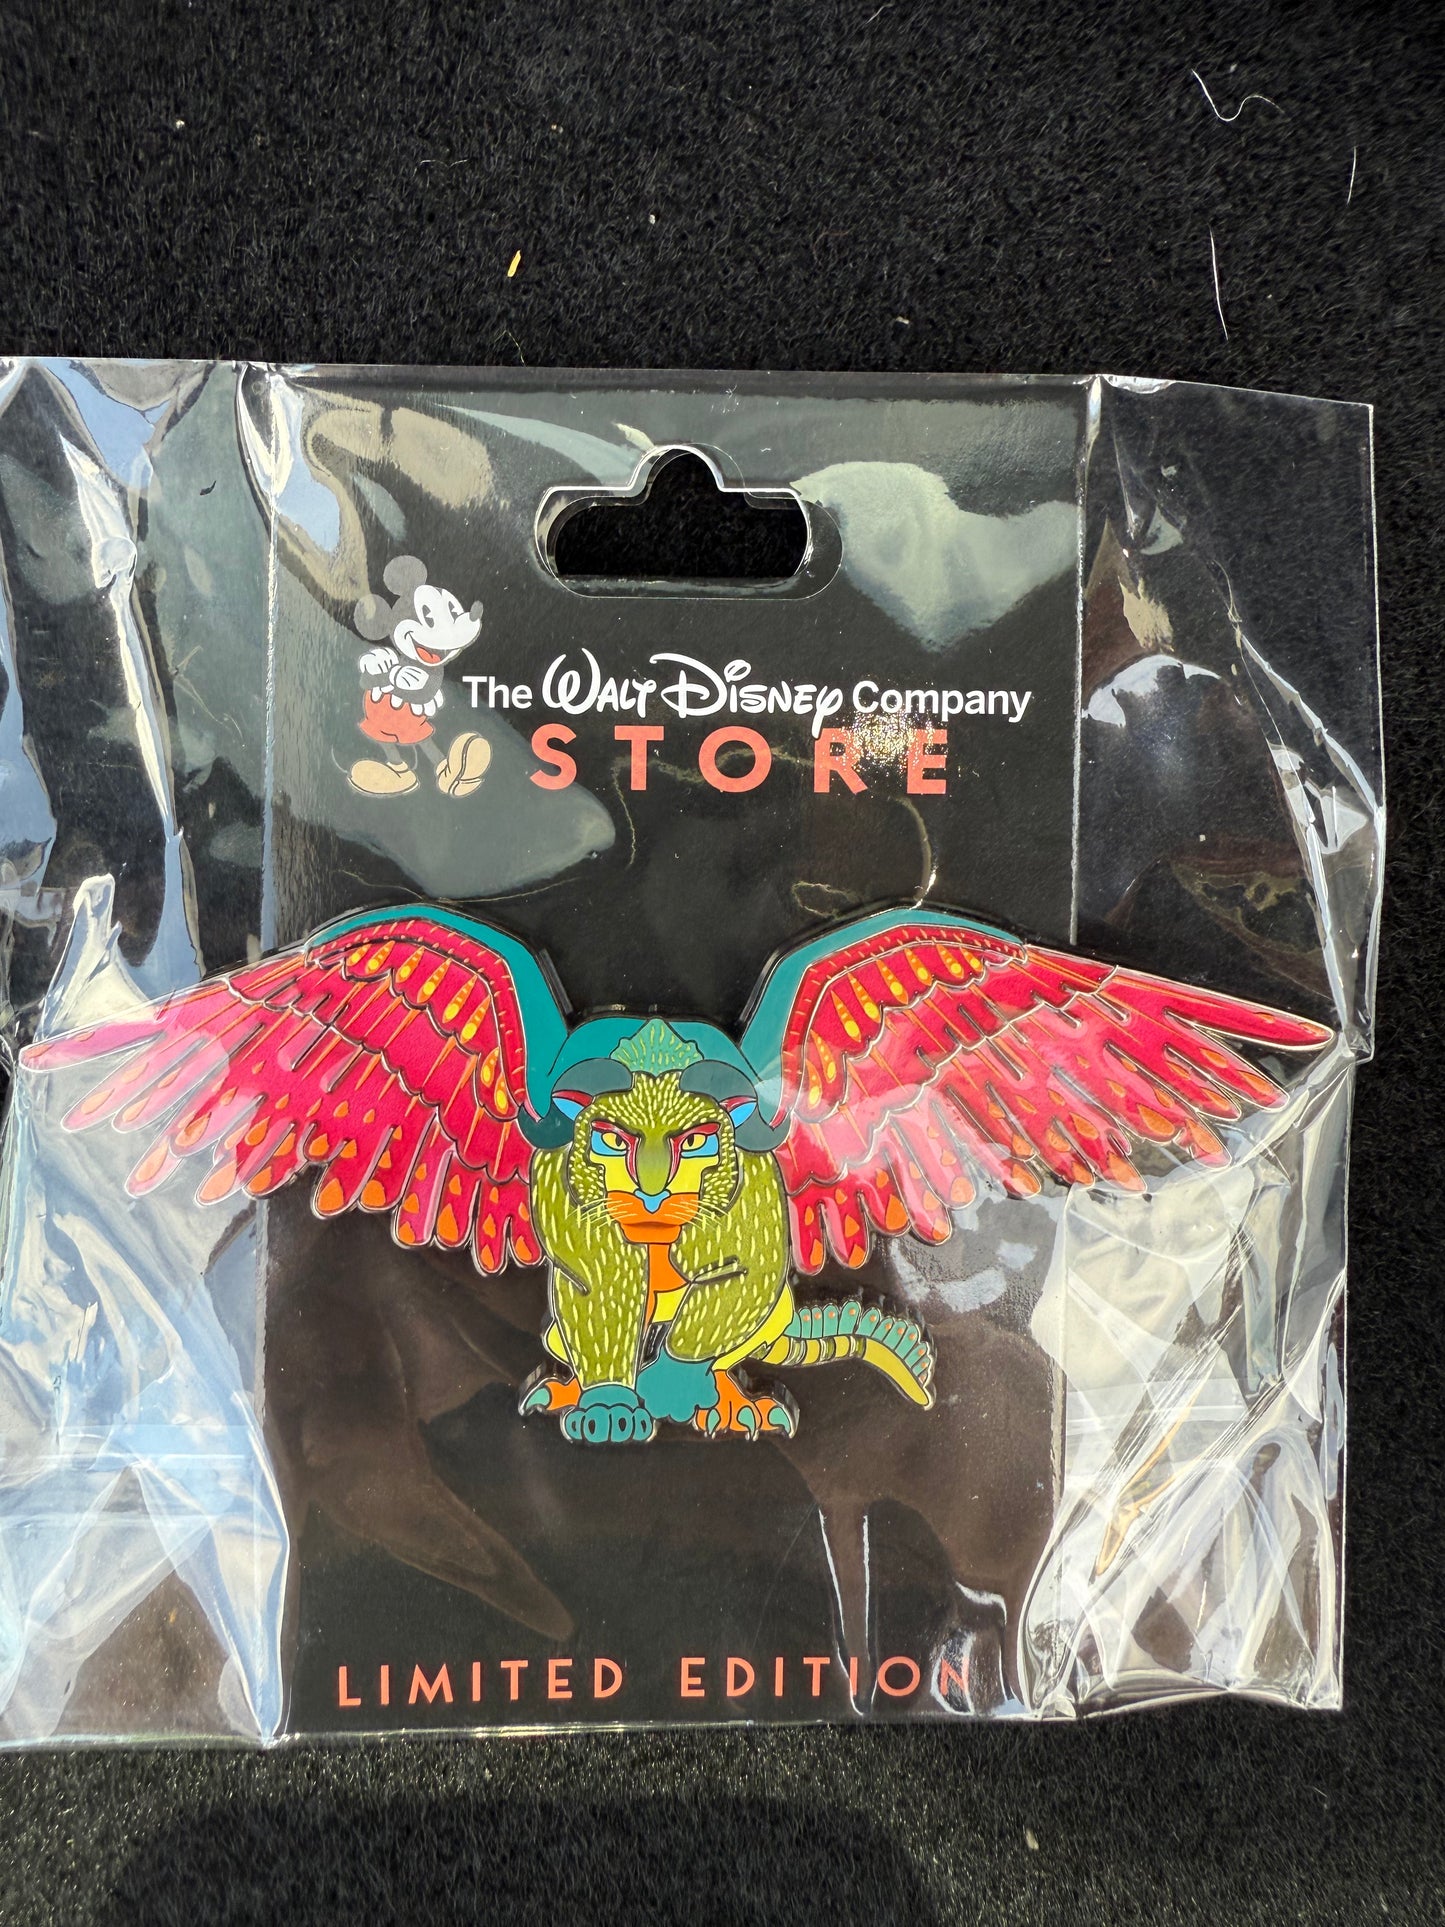 The Walt Disney Company
STORE
LIMITED EDITION